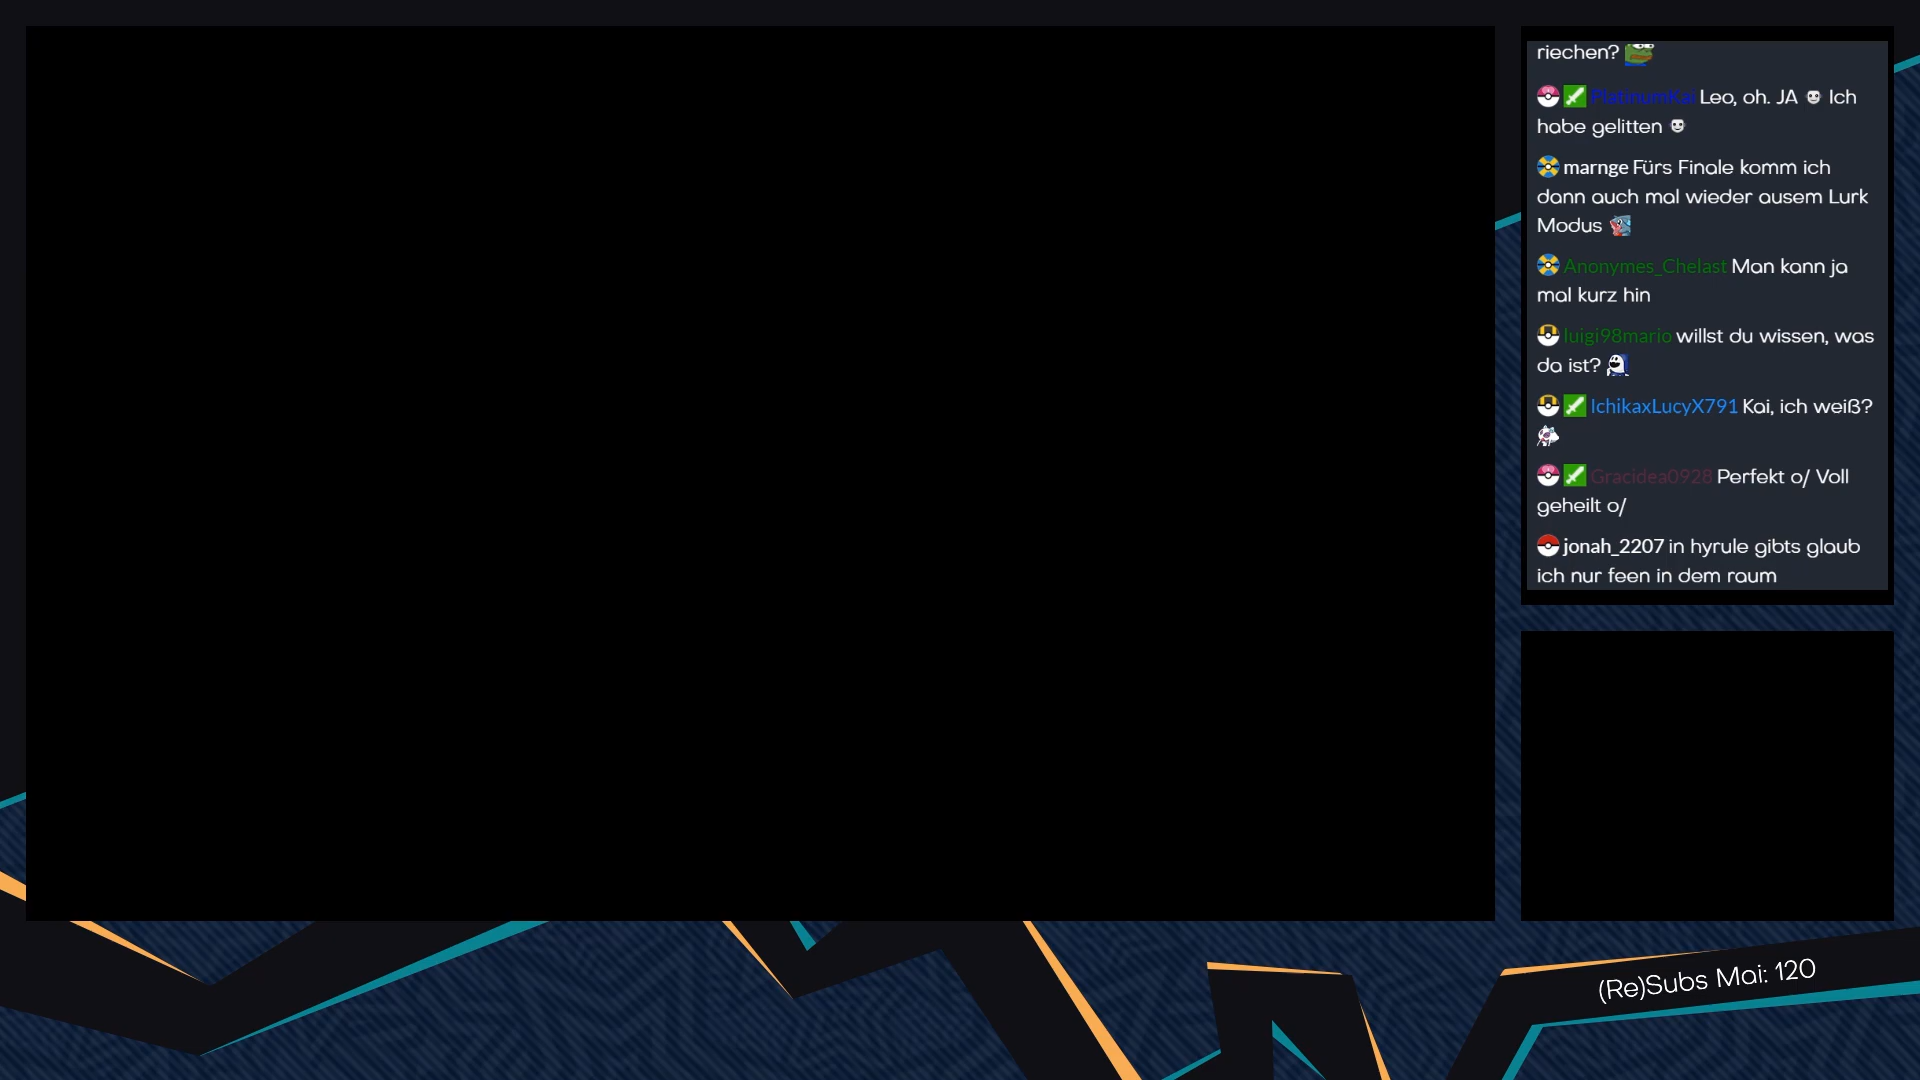 riechen?
PlatinumKai Leo, oh. JA Ich
habe gelitten
marnge Fürs Finale komm ich
dann auch mal wieder ausem Lurk
Modus
Anonymes_Chelast Man kann ja
mal kurz hin
luigi98mario willst du wissen, was
da ist?
IchikaxLucyX791 Kai, ich weiß?
Gracidea0928 Perfekt o/ Voll
geheilt o/
jonah_2207 in hyrule gibts glaub
ich nur feen in dem raum
(Re)Subs Mai: 120